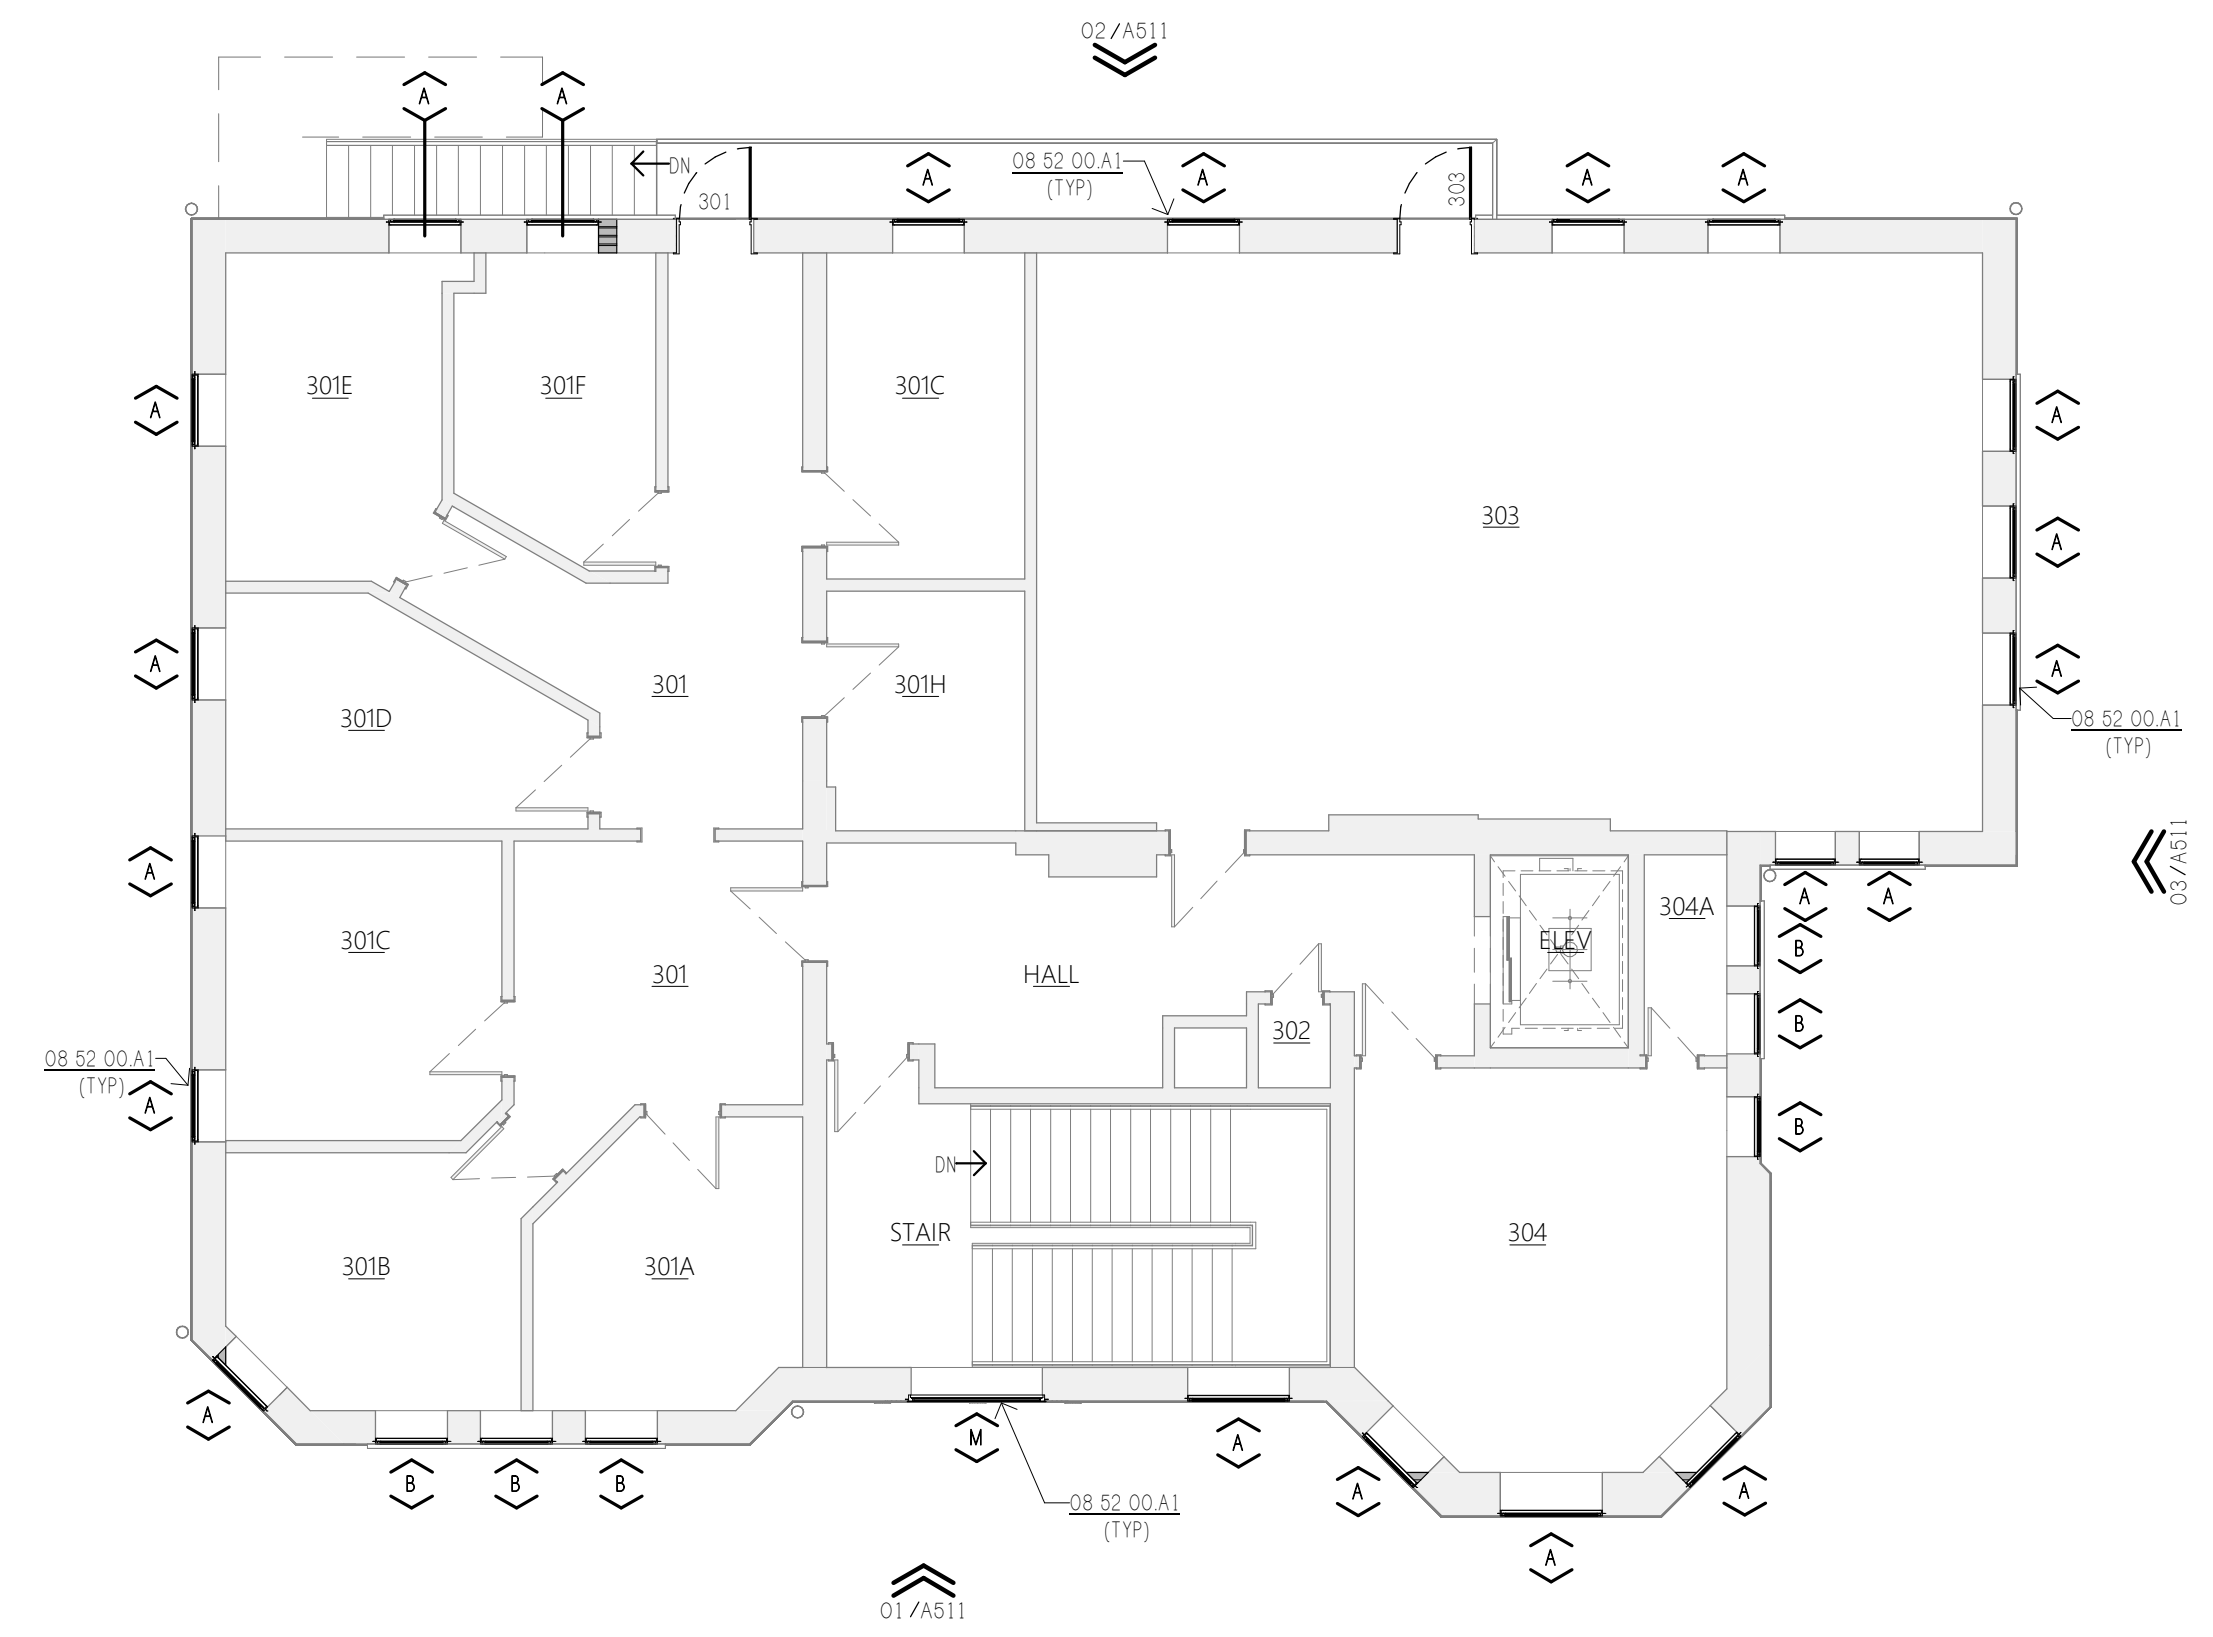 02/A511
A
A
DN
301
A
08 52 00.A1
(TYP)
A
303
A
A
301E
301F
301C
303
A
A
A
A
A
301D
301
301H
08 52 00.A1
(TYP)
03/A511
A
301C
301
HALL
302
ELEV
304A
A
A
B
B
B
08 52 00.A1
(TYP)
A
DN
STAIR
304
301B
301A
A
B
B
B
M
A
A
A
08 52 00.A1
(TYP)
A
01/A511